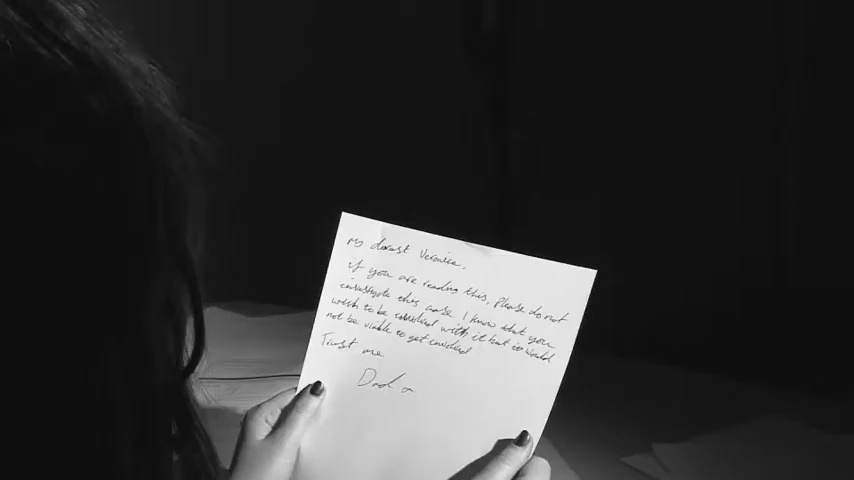 My dearest Veronica,
if you are reading this, please do not
investigate this case. I know that you
wish to be involved with it but it would
not be viable to get involved
Trust me
Dad